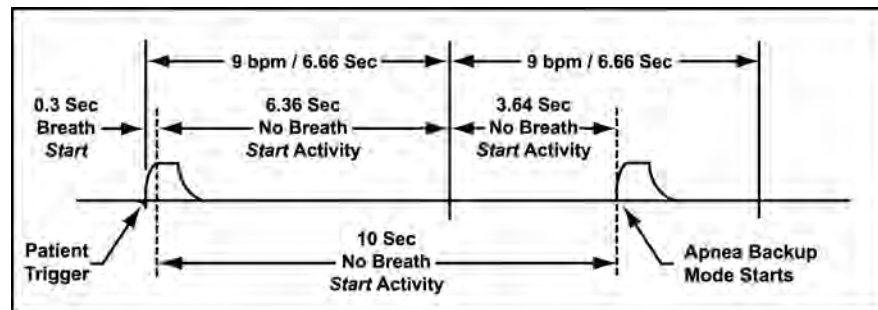 9 bpm / 6.66 Sec
9 bpm / 6.66 Sec
0.3 Sec
Breath
Start
6.36 Sec
No Breath
Start Activity
3.64 Sec
No Breath
Start Activity
Patient
Trigger
10 Sec
No Breath
Start Activity
Apnea Backup
Mode Starts